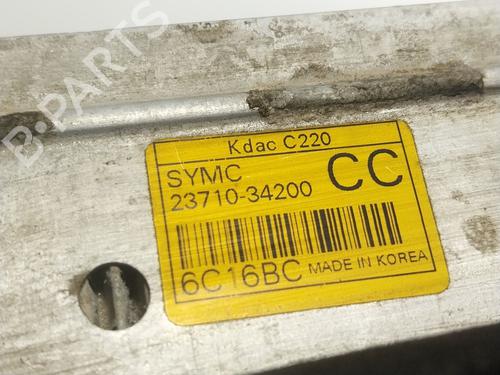 B-PARTS
Kdac C220
SYMC
CC
23710-34200
6C16BC
MADE IN KOREA